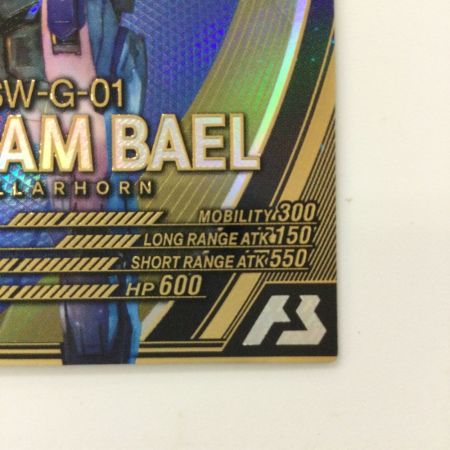 SW-G-01
AM BAEL
LLARHORN
MOBILITY 300
LONG RANGE ATK 150
SHORT RANGE ATK 550
HP 600